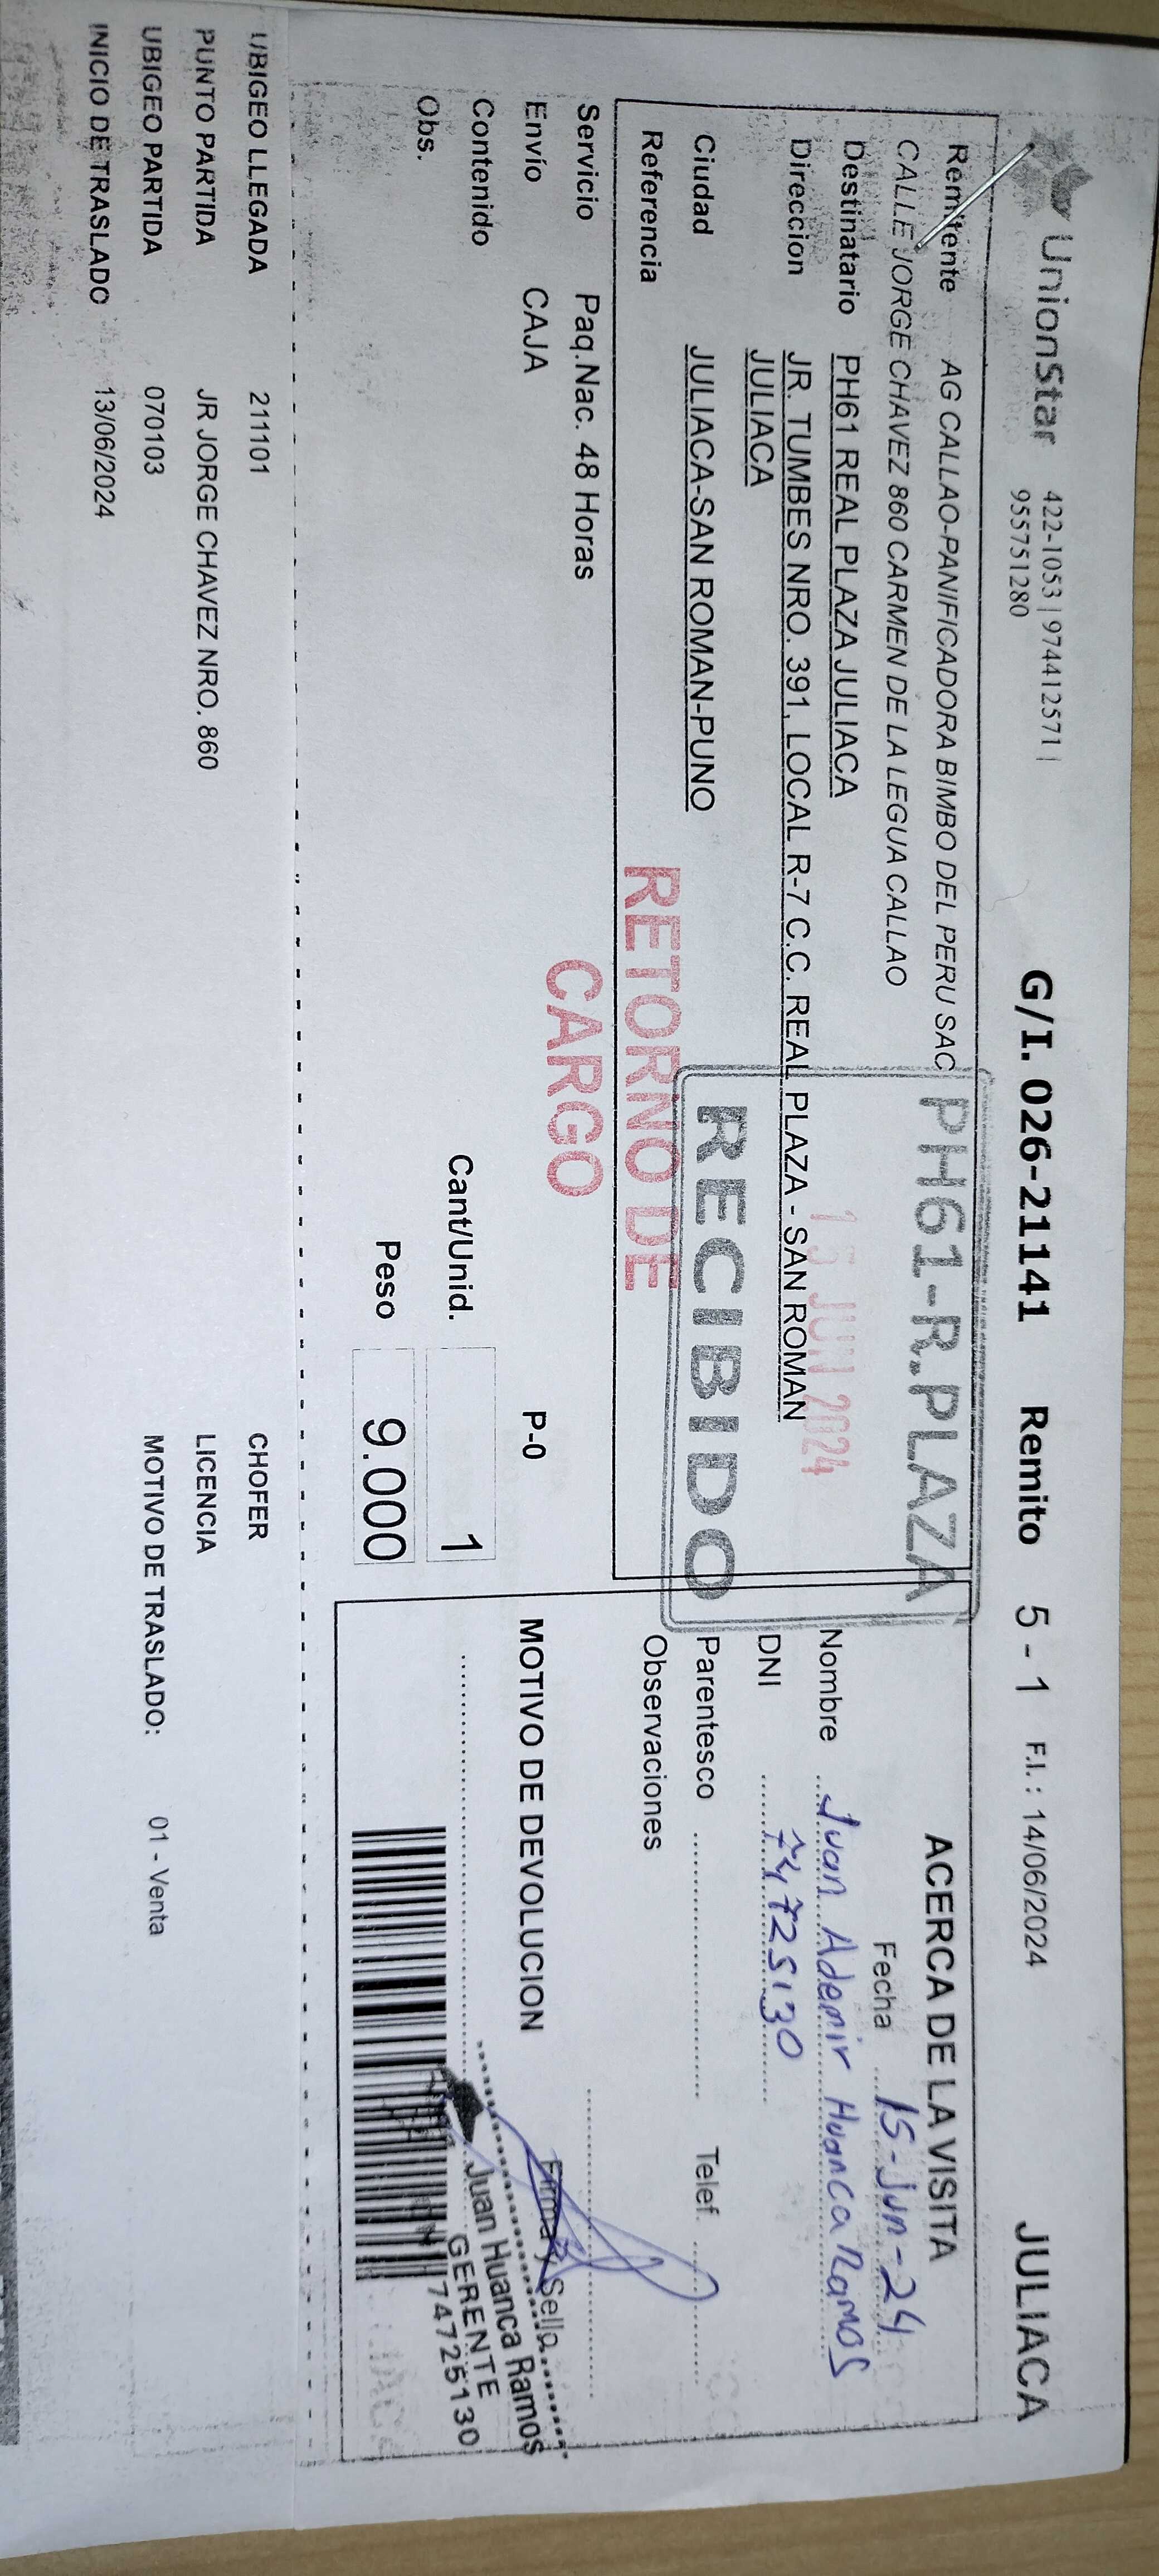 UnionStar 422-1053 | 974412571 |
955751280
G/I. 026-21141 Remito 5 - 1 F.I. : 14/06/2024 JULIACA
Remitente AG CALLAO-PANIFICADORA BIMBO DEL PERU SAC
CALLE JORGE CHAVEZ 860 CARMEN DE LA LEGUA CALLAO
Destinatario PH61 REAL PLAZA JULIACA
Direccion JR. TUMBES NRO. 391, LOCAL R-7 C.C. REAL PLAZA - SAN ROMAN
JULIACA
Ciudad JULIACA-SAN ROMAN-PUNO
Referencia
PH61-R.PLAZA
JUN 2024
RECIBIDO
RETORNO DE
CARGO
Servicio Paq.Nac. 48 Horas
Envío CAJA P-0
Contenido Cant/Unid. 1
Obs. Peso 9.000
ACERCA DE LA VISITA
Fecha 15-Jun-24
Nombre Juan Ademir Huanca Ramos
DNI 74725130
Parentesco Telef.
Observaciones
MOTIVO DE DEVOLUCION
Firma y Sello
Juan Huanca Ramos
GERENTE
74725130
UBIGEO LLEGADA 211101 CHOFER
PUNTO PARTIDA JR JORGE CHAVEZ NRO. 860 LICENCIA
UBIGEO PARTIDA 070103 MOTIVO DE TRASLADO: 01 - Venta
INICIO DE TRASLADO 13/06/2024